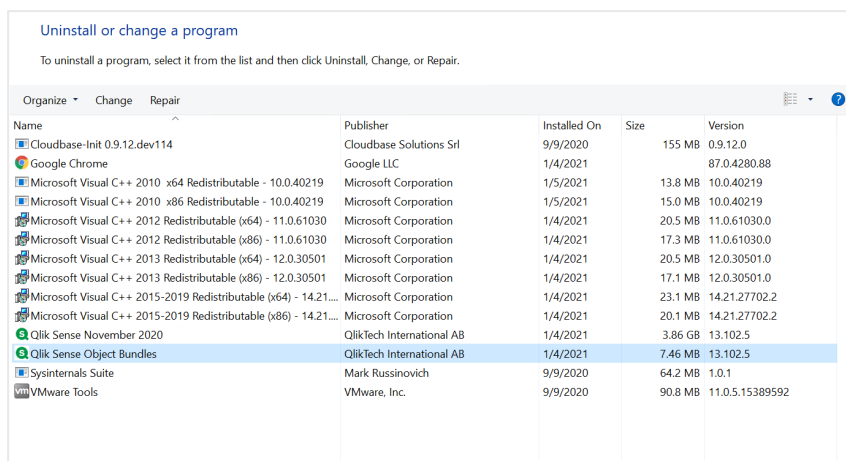 Uninstall or change a program
To uninstall a program, select it from the list and then click Uninstall, Change, or Repair.
Organize Change Repair ?
Name Publisher Installed On Size Version
Cloudbase-Init 0.9.12.dev114 Cloudbase Solutions Srl 9/9/2020 155 MB 0.9.12.0
Google Chrome Google LLC 1/4/2021 87.0.4280.88
Microsoft Visual C++ 2010 x64 Redistributable - 10.0.40219 Microsoft Corporation 1/5/2021 13.8 MB 10.0.40219
Microsoft Visual C++ 2010 x86 Redistributable - 10.0.40219 Microsoft Corporation 1/5/2021 15.0 MB 10.0.40219
Microsoft Visual C++ 2012 Redistributable (x64) - 11.0.61030 Microsoft Corporation 1/4/2021 20.5 MB 11.0.61030.0
Microsoft Visual C++ 2012 Redistributable (x86) - 11.0.61030 Microsoft Corporation 1/4/2021 17.3 MB 11.0.61030.0
Microsoft Visual C++ 2013 Redistributable (x64) - 12.0.30501 Microsoft Corporation 1/4/2021 20.5 MB 12.0.30501.0
Microsoft Visual C++ 2013 Redistributable (x86) - 12.0.30501 Microsoft Corporation 1/4/2021 17.1 MB 12.0.30501.0
Microsoft Visual C++ 2015-2019 Redistributable (x64) - 14.21.... Microsoft Corporation 1/4/2021 23.1 MB 14.21.27702.2
Microsoft Visual C++ 2015-2019 Redistributable (x86) - 14.21.... Microsoft Corporation 1/4/2021 20.1 MB 14.21.27702.2
Qlik Sense November 2020 QlikTech International AB 1/4/2021 3.86 GB 13.102.5
Qlik Sense Object Bundles QlikTech International AB 1/4/2021 7.46 MB 13.102.5
Sysinternals Suite Mark Russinovich 9/9/2020 64.2 MB 1.0.1
vm VMware Tools VMware, Inc. 9/9/2020 90.8 MB 11.0.5.15389592